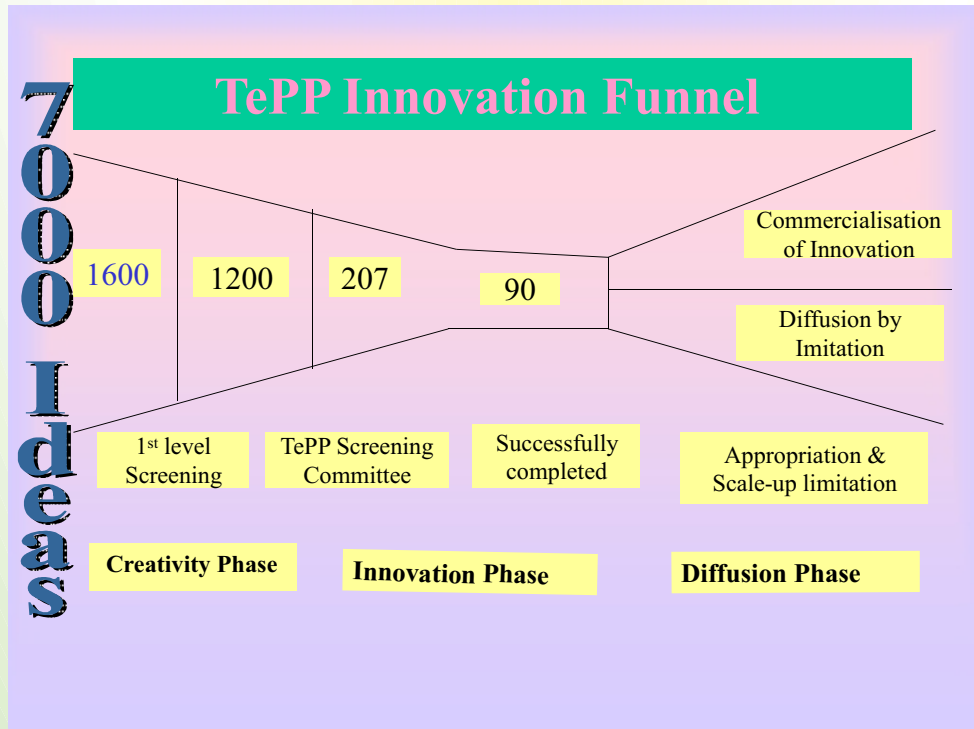 TePP Innovation Funnel
7000 Ideas
1600
1200
207
90
Commercialisation
of Innovation
Diffusion by
Imitation
1st level
Screening
TePP Screening
Committee
Successfully
completed
Appropriation &
Scale-up limitation
Creativity Phase
Innovation Phase
Diffusion Phase